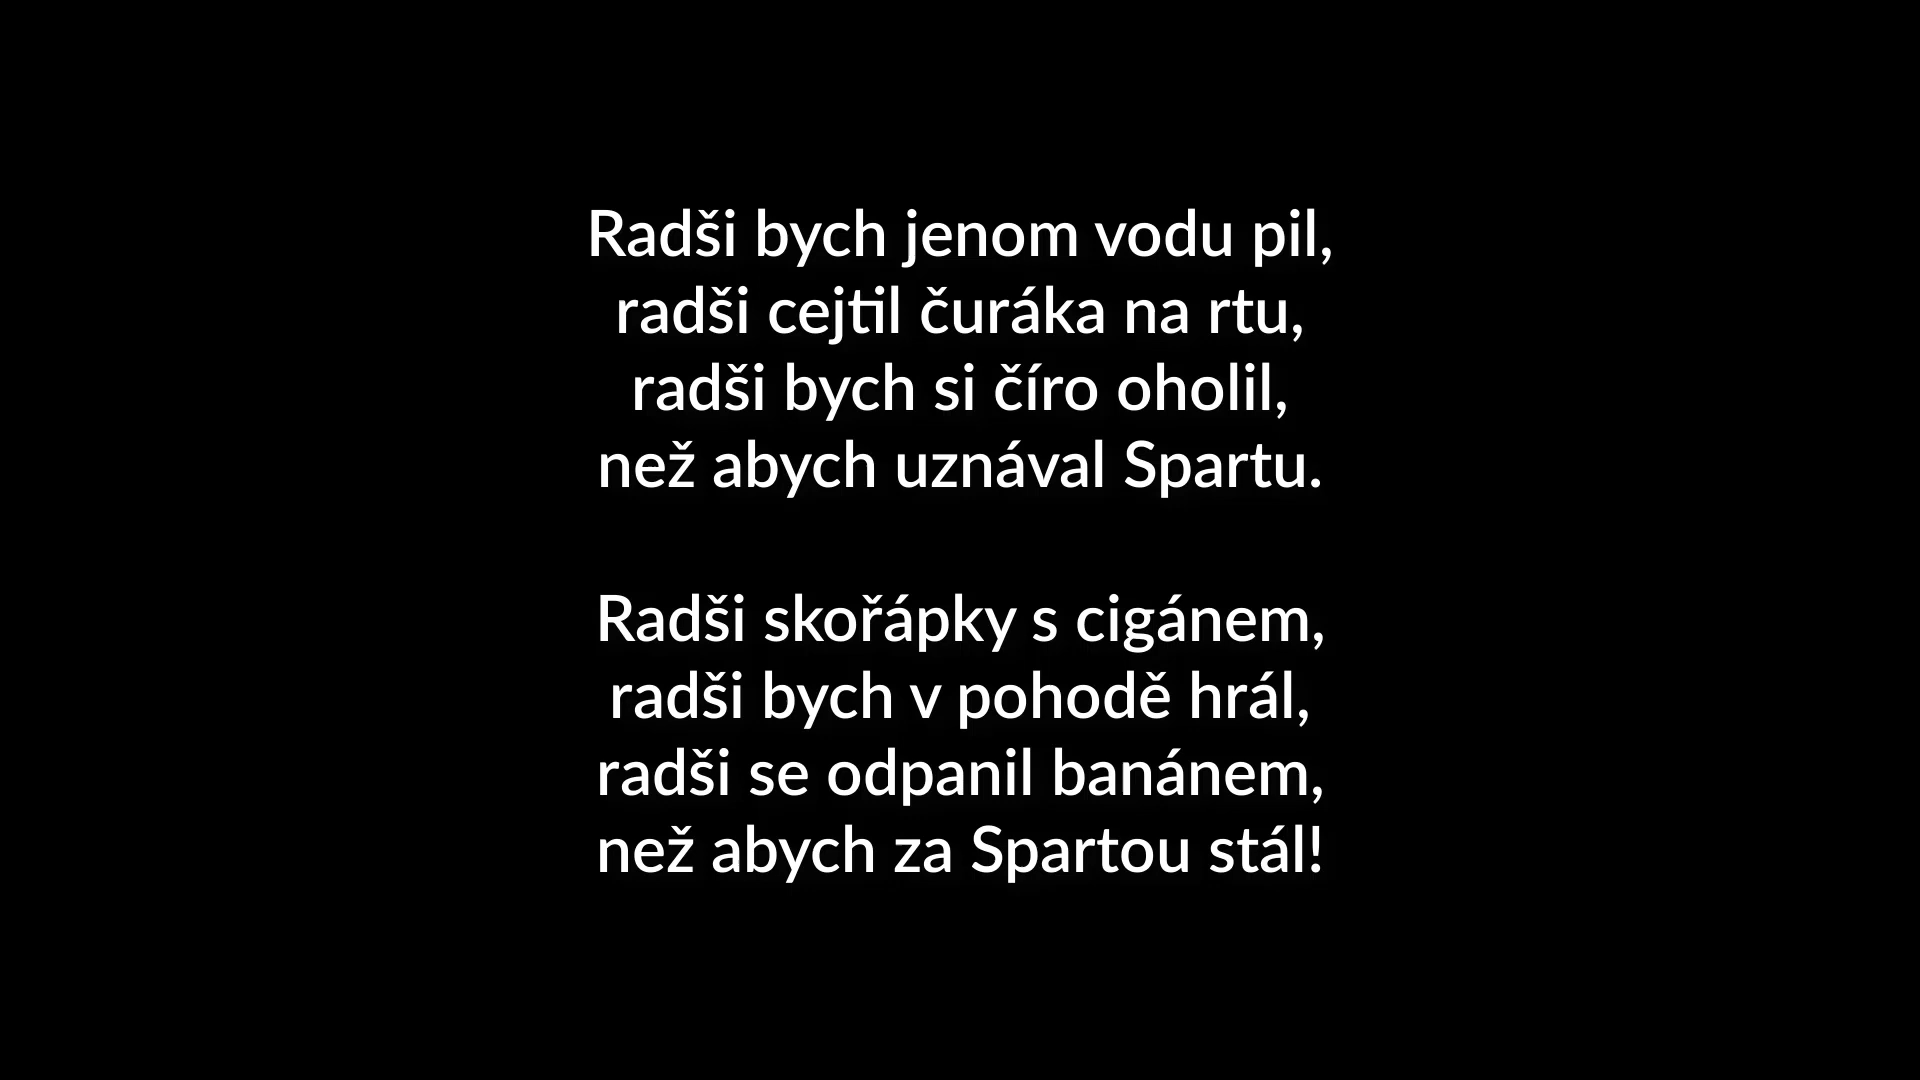 Radši bych jenom vodu pil,
radši cejtil čuráka na rtu,
radši bych si číro oholil,
než abych uznával Spartu.
Radši skořápky s cigánem,
radši bych v pohodě hrál,
radši se odpanil banánem,
než abych za Spartou stál!